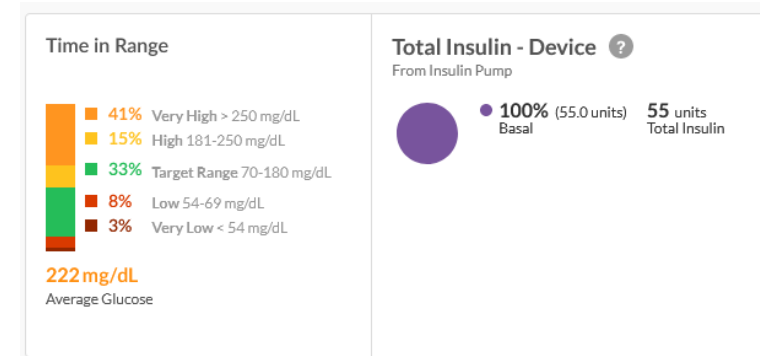 Time in Range
41% Very High > 250 mg/dL
15% High 181-250 mg/dL
33% Target Range 70-180 mg/dL
8% Low 54-69 mg/dL
3% Very Low < 54 mg/dL
222 mg/dL
Average Glucose
Total Insulin - Device ?
From Insulin Pump
100% (55.0 units)
Basal
55 units
Total Insulin